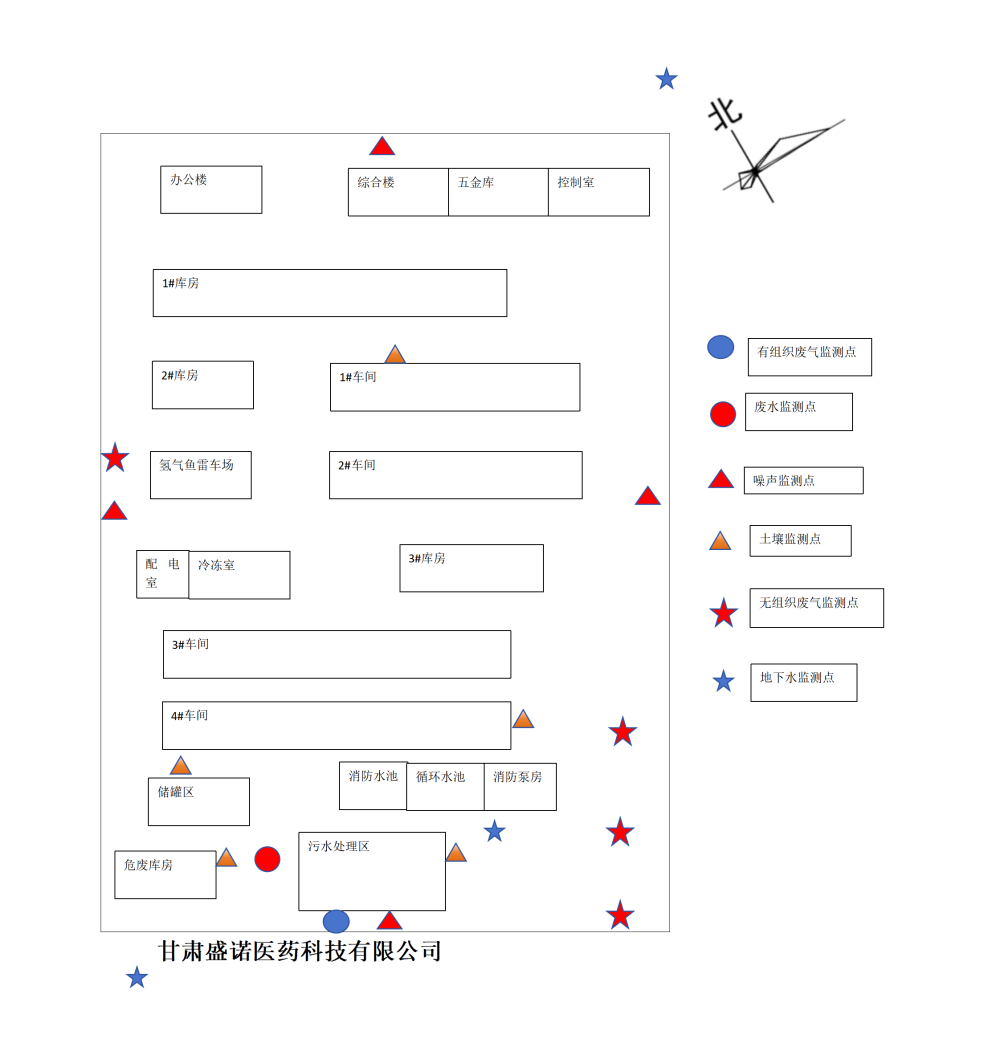 北
办公楼
综合楼
五金库
控制室
1#库房
2#库房
1#车间
氢气鱼雷车场
2#车间
配 电
室
冷冻室
3#库房
3#车间
4#车间
储罐区
消防水池
循环水池
消防泵房
危废库房
污水处理区
甘肃盛诺医药科技有限公司
有组织废气监测点
废水监测点
噪声监测点
土壤监测点
无组织废气监测点
地下水监测点